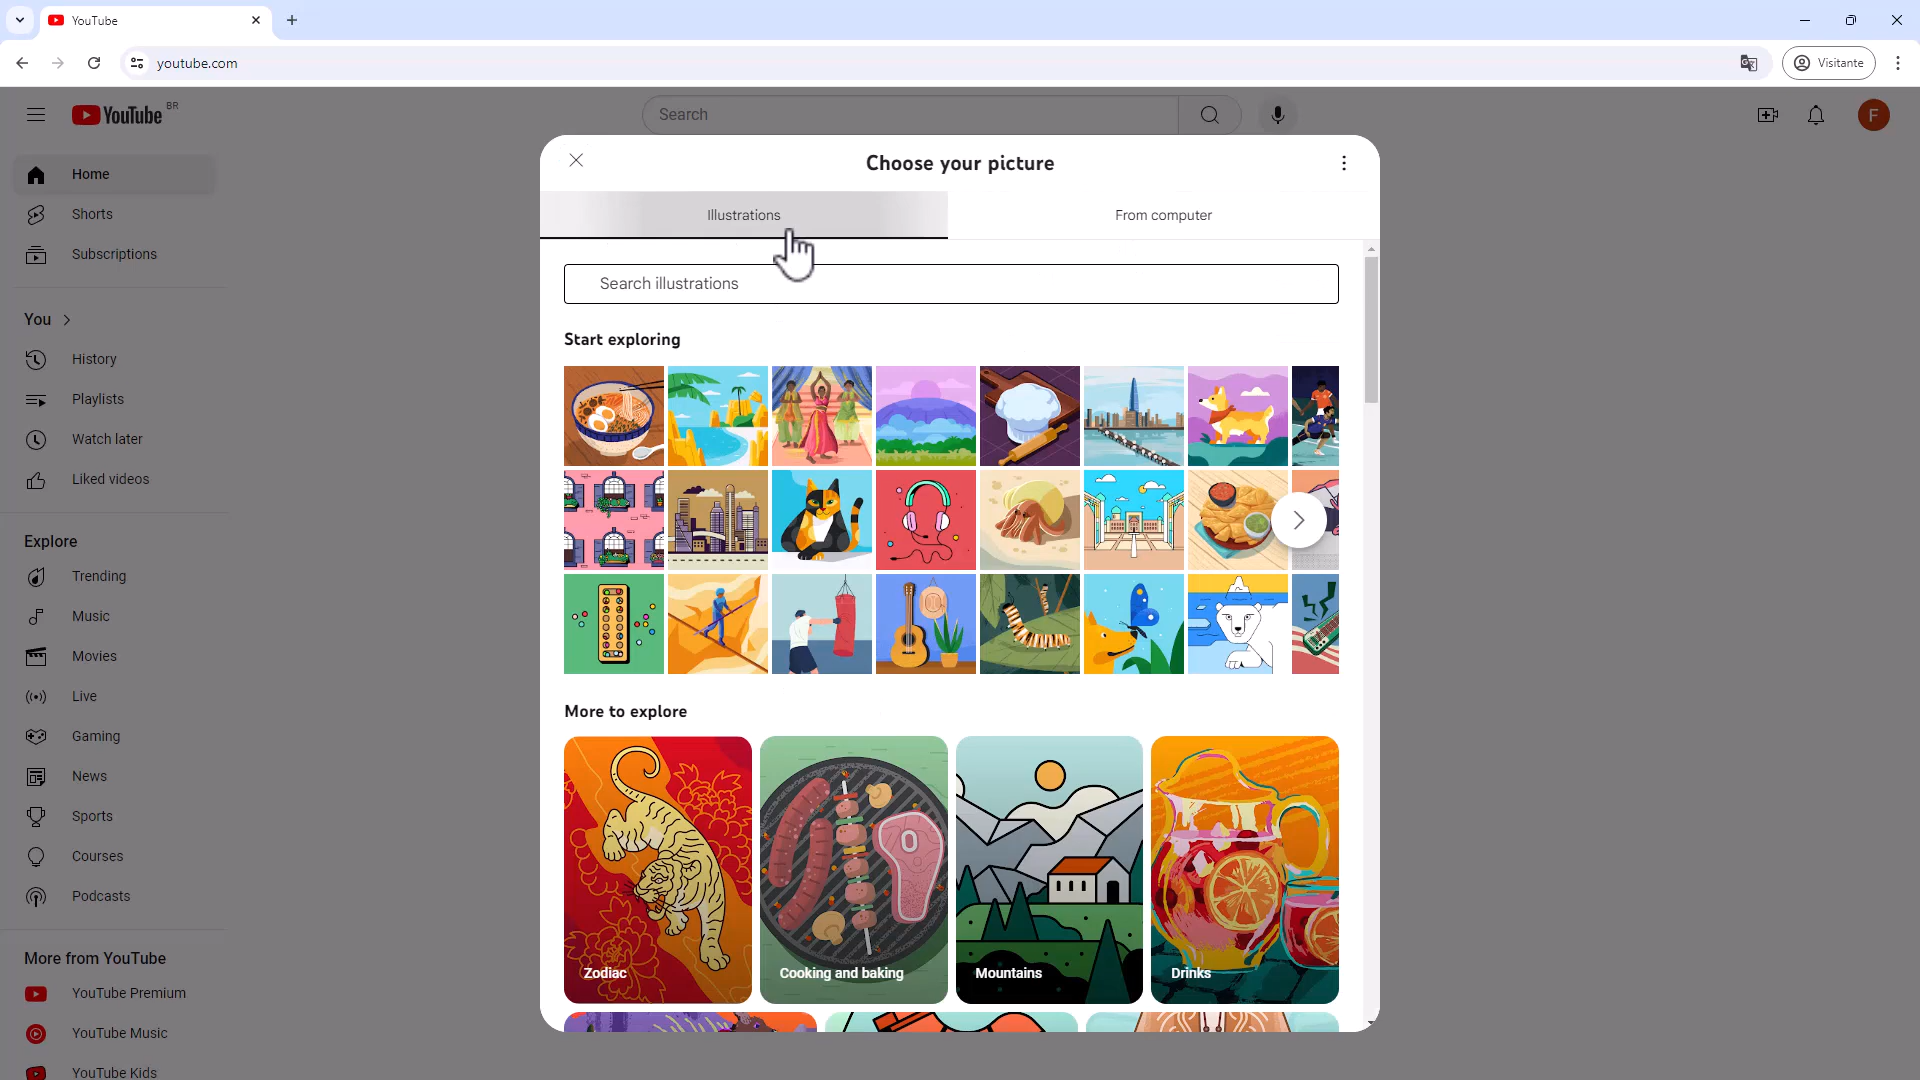 YouTube
youtube.com
Visitante
YouTube BR
Search
F
Home
Shorts
Subscriptions
You
History
Playlists
Watch later
Liked videos
Explore
Trending
Music
Movies
Live
Gaming
News
Sports
Courses
Podcasts
More from YouTube
YouTube Premium
YouTube Music
YouTube Kids
Choose your picture
Illustrations
From computer
Search illustrations
Start exploring
More to explore
Zodiac
Cooking and baking
Mountains
Drinks